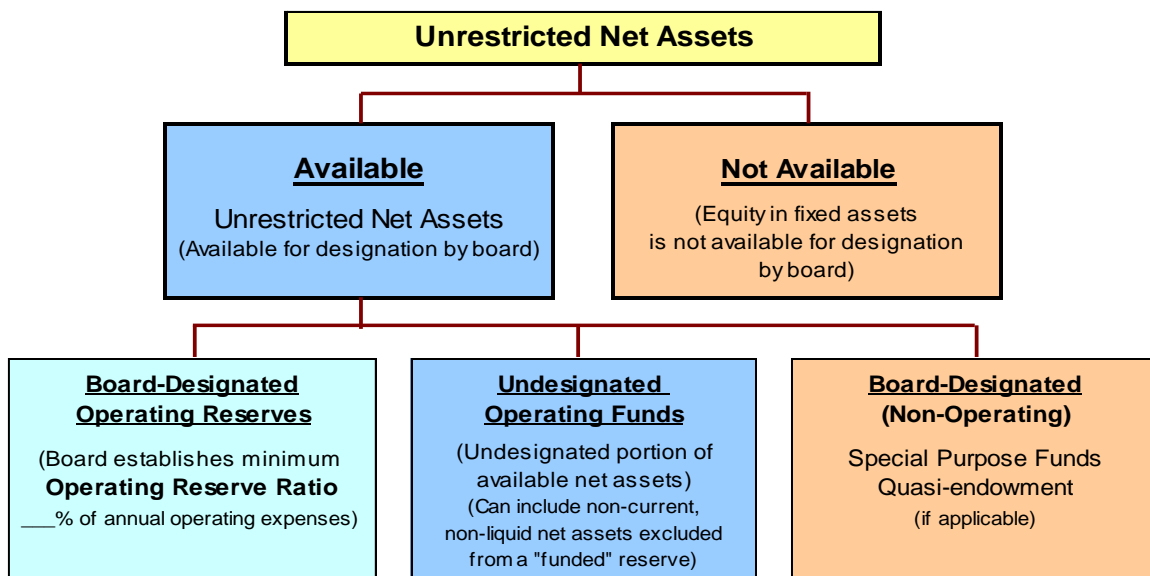 Unrestricted Net Assets
Available
Unrestricted Net Assets
(Available for designation by board)
Not Available
(Equity in fixed assets
is not available for designation
by board)
Board-Designated
Operating Reserves
(Board establishes minimum
Operating Reserve Ratio
___% of annual operating expenses)
Undesignated
Operating Funds
(Undesignated portion of
available net assets)
(Can include non-current,
non-liquid net assets excluded
from a "funded" reserve)
Board-Designated
(Non-Operating)
Special Purpose Funds
Quasi-endowment
(if applicable)